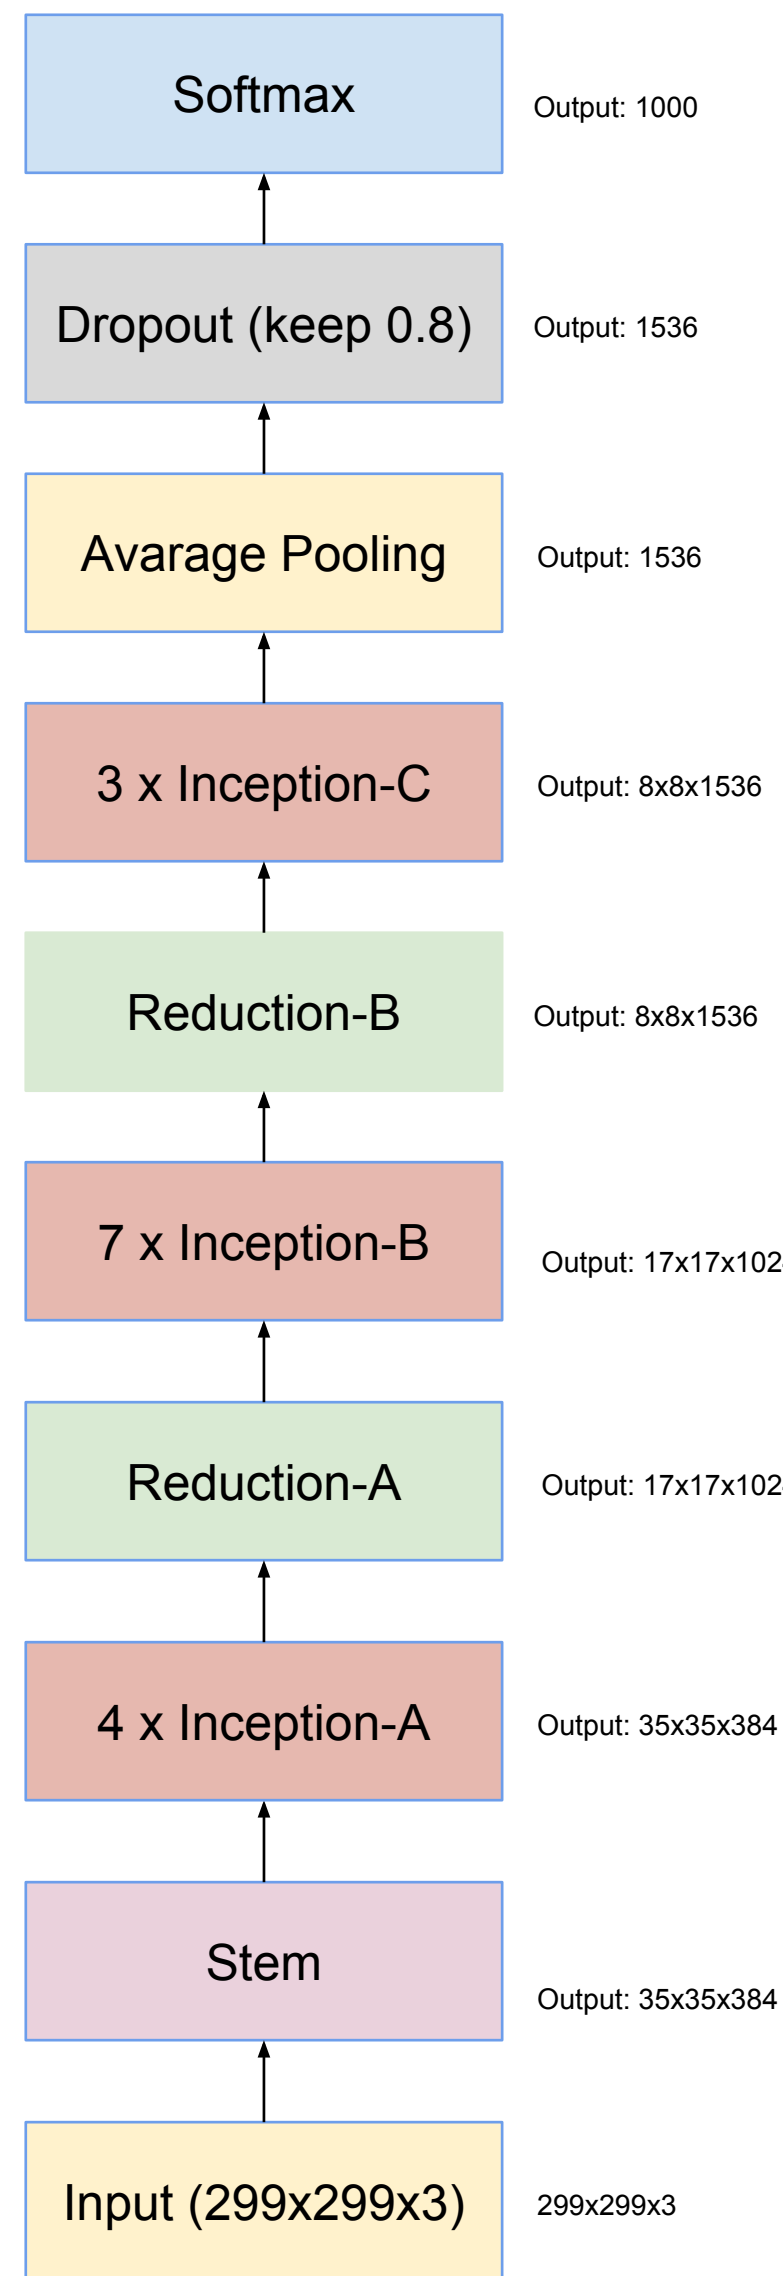 Softmax
Output: 1000
Dropout (keep 0.8)
Output: 1536
Avarage Pooling
Output: 1536
3 x Inception-C
Output: 8x8x1536
Reduction-B
Output: 8x8x1536
7 x Inception-B
Output: 17x17x102
Reduction-A
Output: 17x17x102
4 x Inception-A
Output: 35x35x384
Stem
Output: 35x35x384
Input (299x299x3)
299x299x3